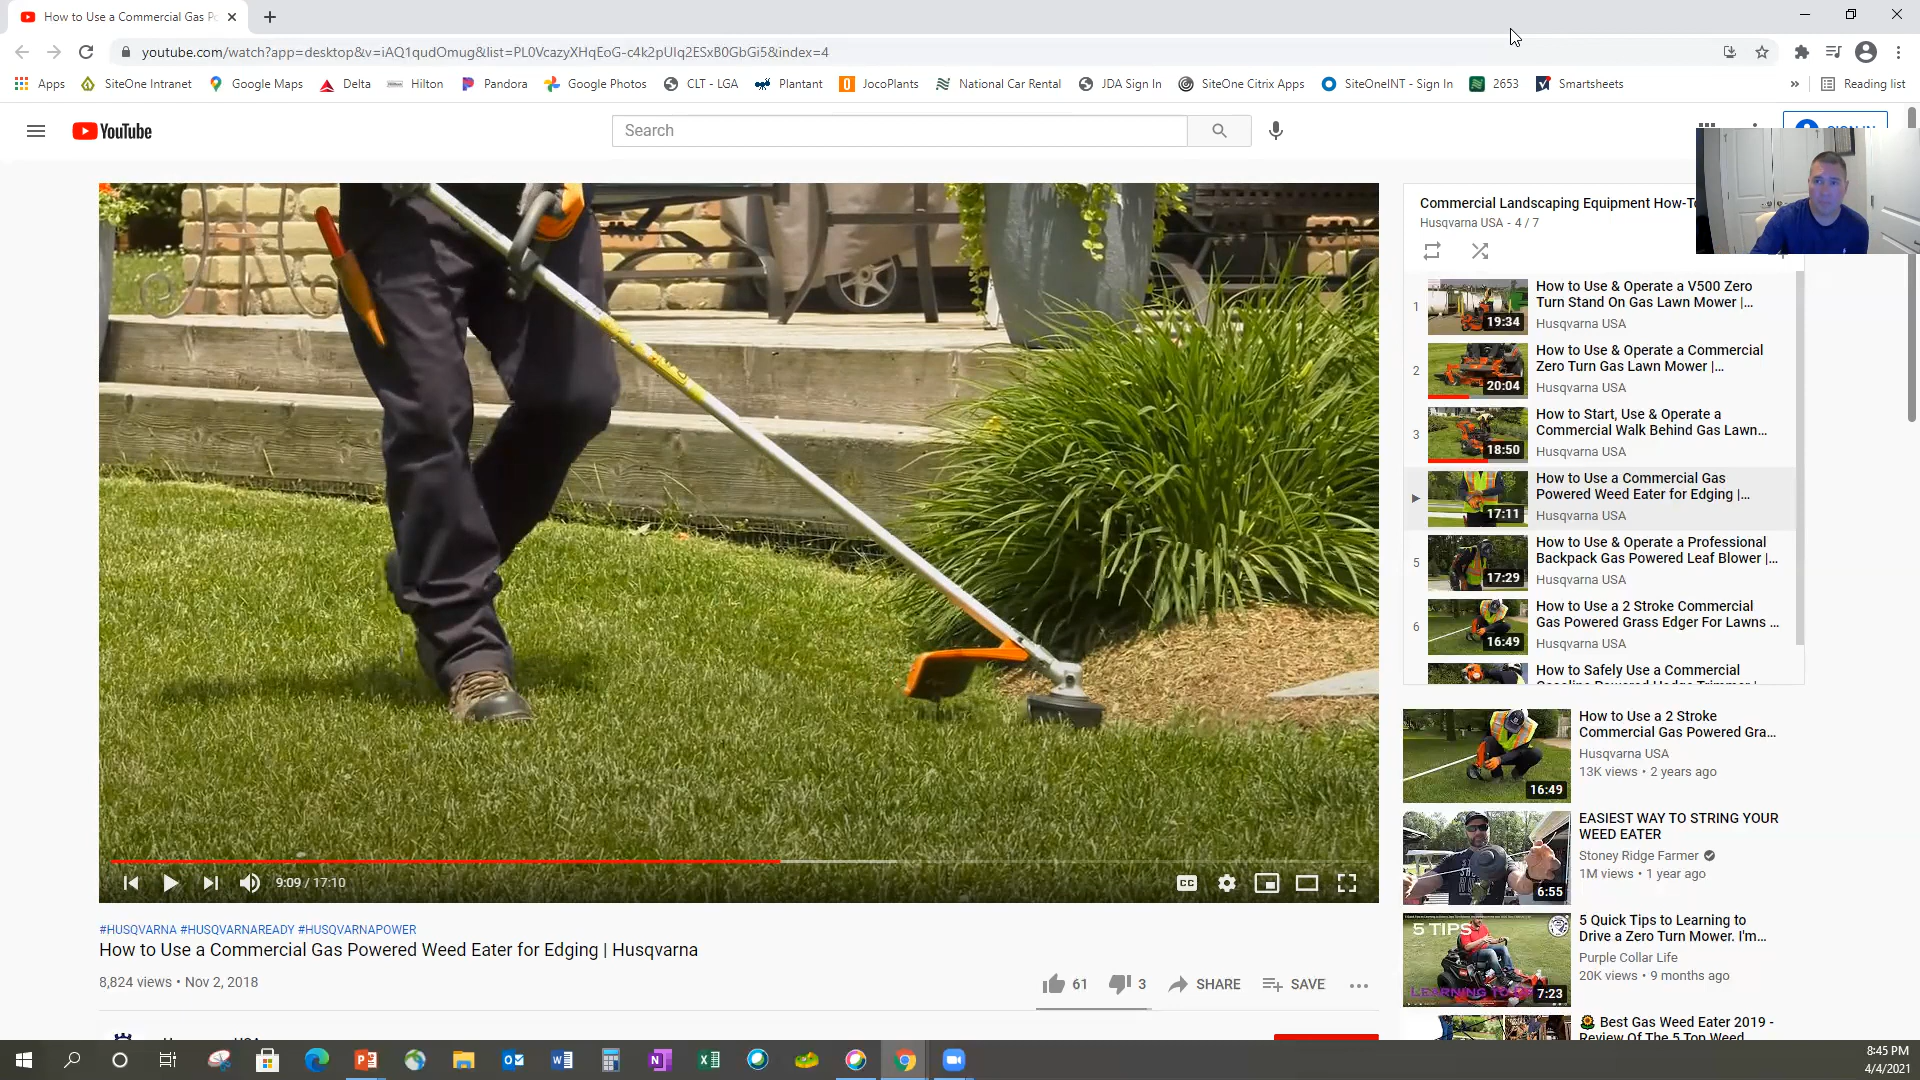 How to Use a Commercial Gas P
youtube.com/watch?app=desktop&v=iAQ1qudOmug&list=PL0VcazyXHqEoG-c4k2pUlq2ESxB0GbGi5&index=4
Apps SiteOne Intranet Google Maps Delta Hilton Pandora Google Photos CLT - LGA Plantant JocoPlants National Car Rental JDA Sign In SiteOne Citrix Apps SiteOneINT - Sign In 2653 Smartsheets » Reading list
YouTube
Search
Commercial Landscaping Equipment How-To
Husqvarna USA - 4 / 7
1
How to Use & Operate a V500 Zero
Turn Stand On Gas Lawn Mower |...
19:34
Husqvarna USA
2
How to Use & Operate a Commercial
Zero Turn Gas Lawn Mower |...
20:04
Husqvarna USA
3
How to Start, Use & Operate a
Commercial Walk Behind Gas Lawn...
18:50
Husqvarna USA
How to Use a Commercial Gas
Powered Weed Eater for Edging |...
17:11
Husqvarna USA
5
How to Use & Operate a Professional
Backpack Gas Powered Leaf Blower |...
17:29
Husqvarna USA
6
How to Use a 2 Stroke Commercial
Gas Powered Grass Edger For Lawns ...
16:49
Husqvarna USA
How to Safely Use a Commercial
Gasoline Powered Hedge Trimmer |
9:09 / 17:10
CC
#HUSQVARNA #HUSQVARNAREADY #HUSQVARNAPOWER
How to Use a Commercial Gas Powered Weed Eater for Edging | Husqvarna
8,824 views • Nov 2, 2018
61 3 SHARE SAVE ...
How to Use a 2 Stroke
Commercial Gas Powered Gra...
Husqvarna USA
13K views • 2 years ago
16:49
EASIEST WAY TO STRING YOUR
WEED EATER
Stoney Ridge Farmer
1M views • 1 year ago
6:55
5 TIPS
5 Quick Tips to Learning to
Drive a Zero Turn Mower. I'm...
Purple Collar Life
20K views • 9 months ago
7:23
Best Gas Weed Eater 2019 -
Review Of The 5 Top Weed
8:45 PM
4/4/2021